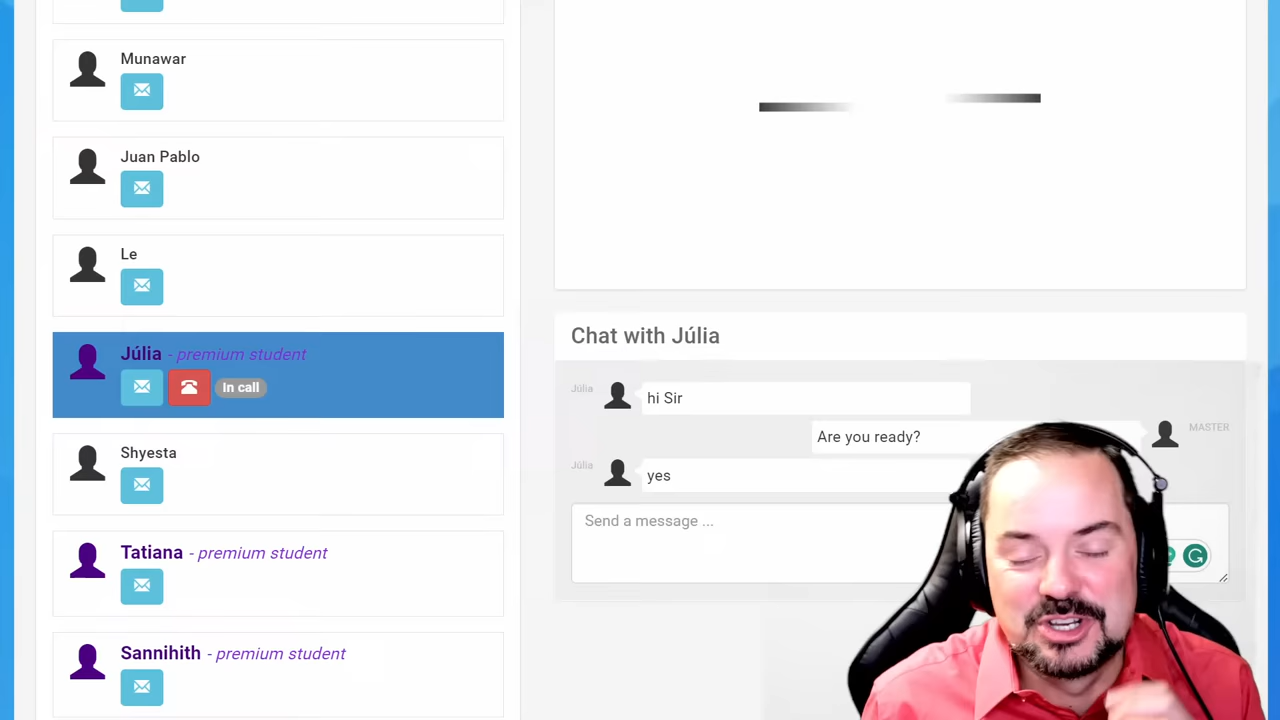 Munawar
Juan Pablo
Le
Júlia - premium student
In call
Shyesta
Tatiana - premium student
Sannihith - premium student
Chat with Júlia
Júlia
hi Sir
Are you ready?
MASTER
Júlia
yes
Send a message ...